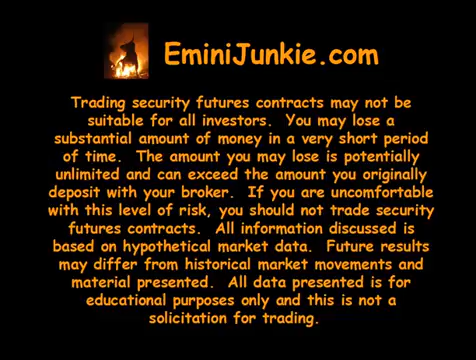 EminiJunkie.com
Trading security futures contracts may not be
suitable for all investors. You may lose a
substantial amount of money in a very short period
of time. The amount you may lose is potentially
unlimited and can exceed the amount you originally
deposit with your broker. If you are uncomfortable
with this level of risk, you should not trade security
futures contracts. All information discussed is
based on hypothetical market data. Future results
may differ from historical market movements and
material presented. All data presented is for
educational purposes only and this is not a
solicitation for trading.